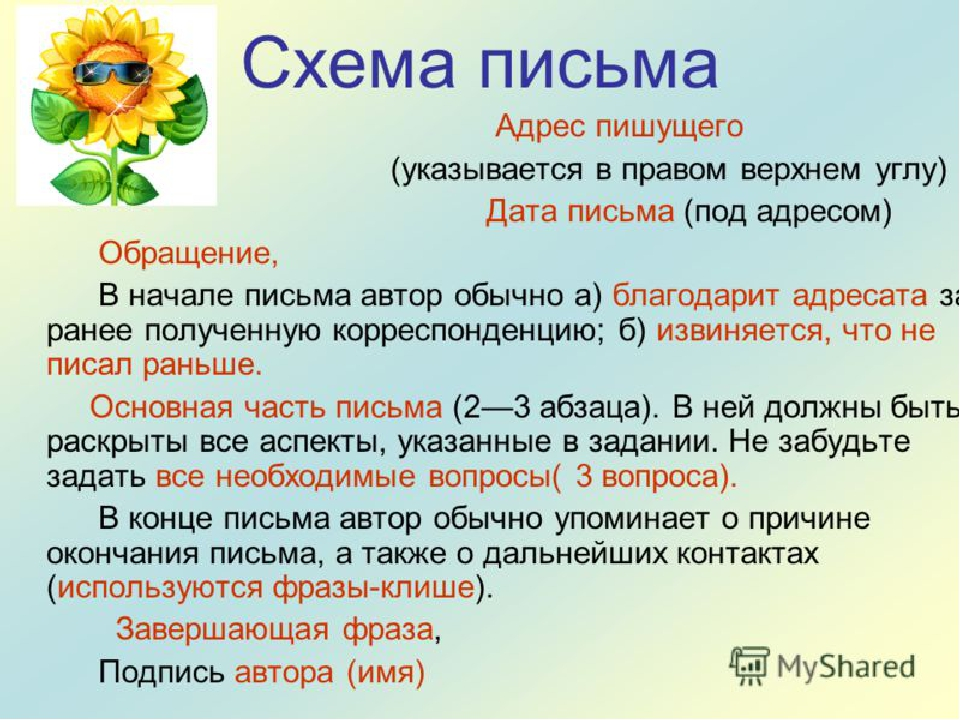 Схема письма
Адрес пишущего
(указывается в правом верхнем углу)
Дата письма (под адресом)
Обращение,
В начале письма автор обычно а) благодарит адресата за
ранее полученную корреспонденцию; б) извиняется, что не
писал раньше.
Основная часть письма (2—3 абзаца). В ней должны быть
раскрыты все аспекты, указанные в задании. Не забудьте
задать все необходимые вопросы( 3 вопроса).
В конце письма автор обычно упоминает о причине
окончания письма, а также о дальнейших контактах
(используются фразы-клише).
Завершающая фраза,
Подпись автора (имя)
MyShared